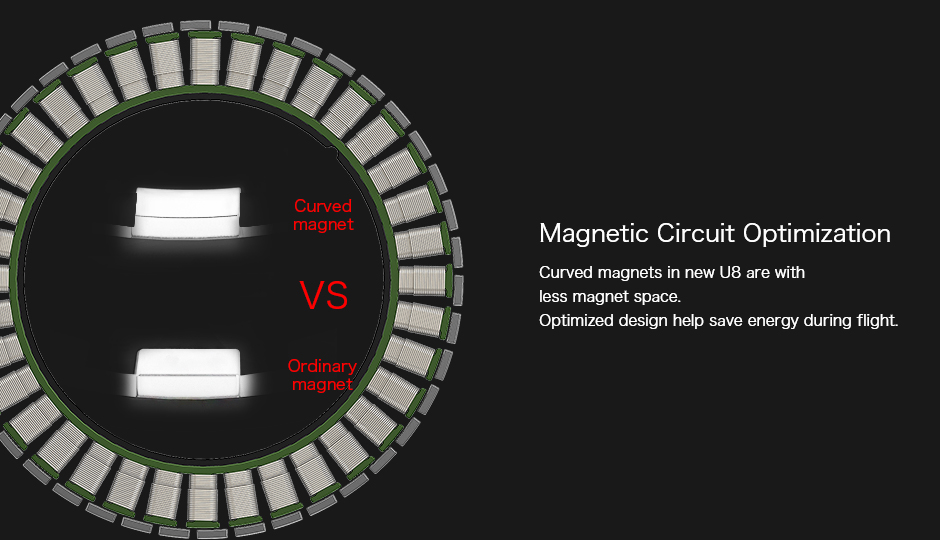 Curved
magnet
VS
Ordinary
magnet
Magnetic Circuit Optimization
Curved magnets in new U8 are with
less magnet space.
Optimized design help save energy during flight.